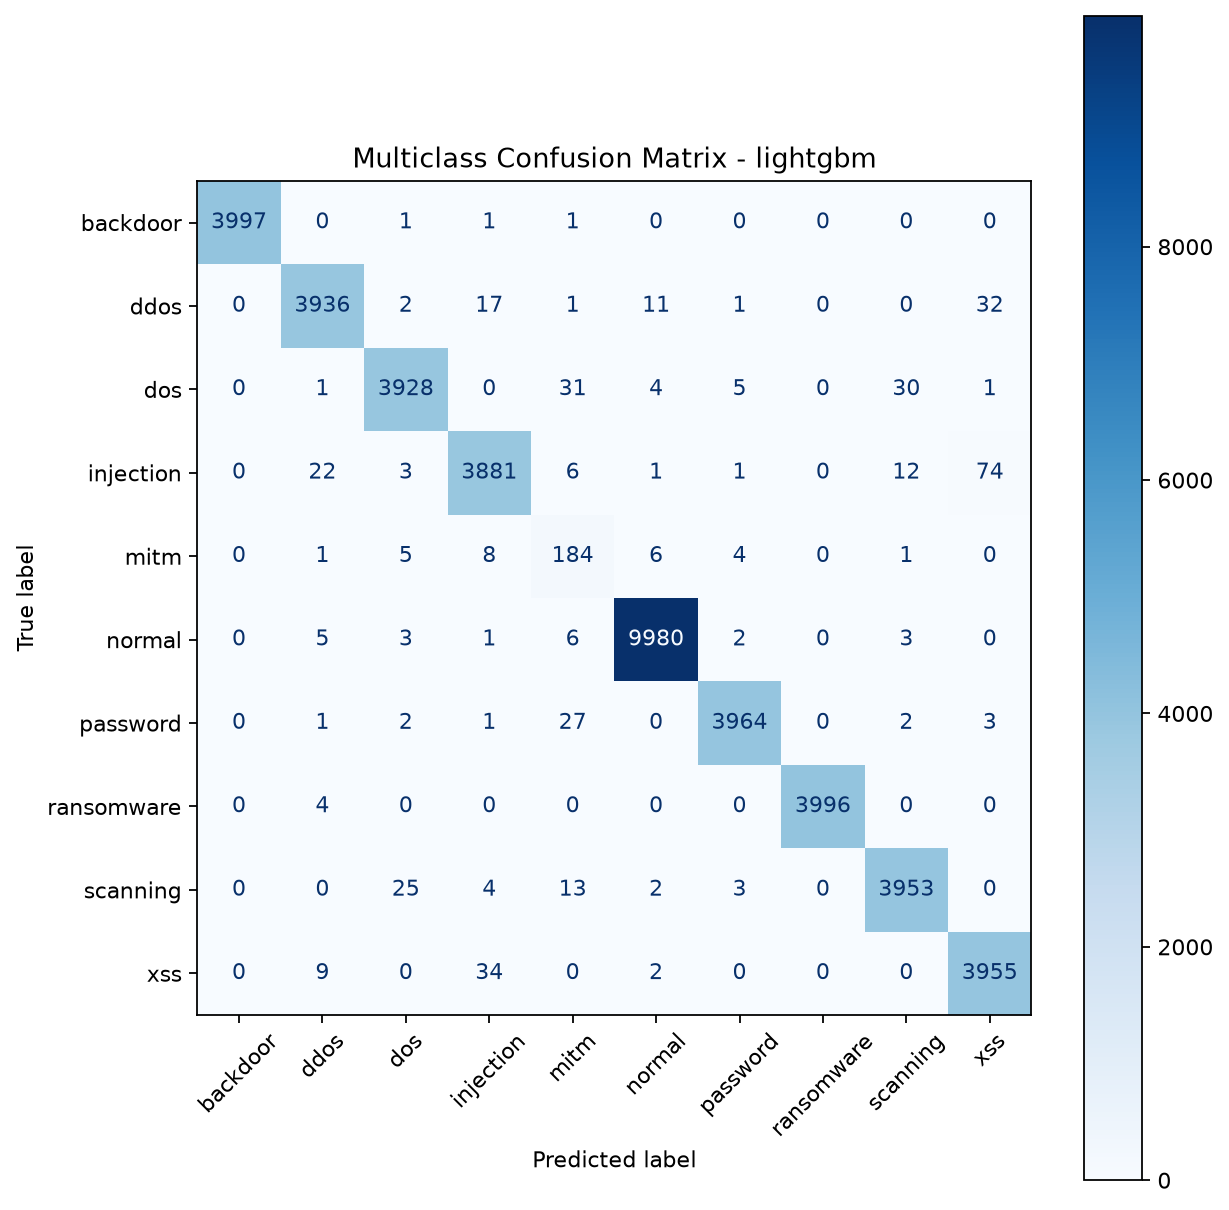 Multiclass Confusion Matrix - lightgbm
True label
backdoor 3997 0 1 1 1 0 0 0 0 0
ddos 0 3936 2 17 1 11 1 0 0 32
dos 0 1 3928 0 31 4 5 0 30 1
injection 0 22 3 3881 6 1 1 0 12 74
mitm 0 1 5 8 184 6 4 0 1 0
normal 0 5 3 1 6 9980 2 0 3 0
password 0 1 2 1 27 0 3964 0 2 3
ransomware 0 4 0 0 0 0 0 3996 0 0
scanning 0 0 25 4 13 2 3 0 3953 0
xss 0 9 0 34 0 2 0 0 0 3955
backdoor ddos dos injection mitm normal password ransomware scanning xss
Predicted label
8000
6000
4000
2000
0